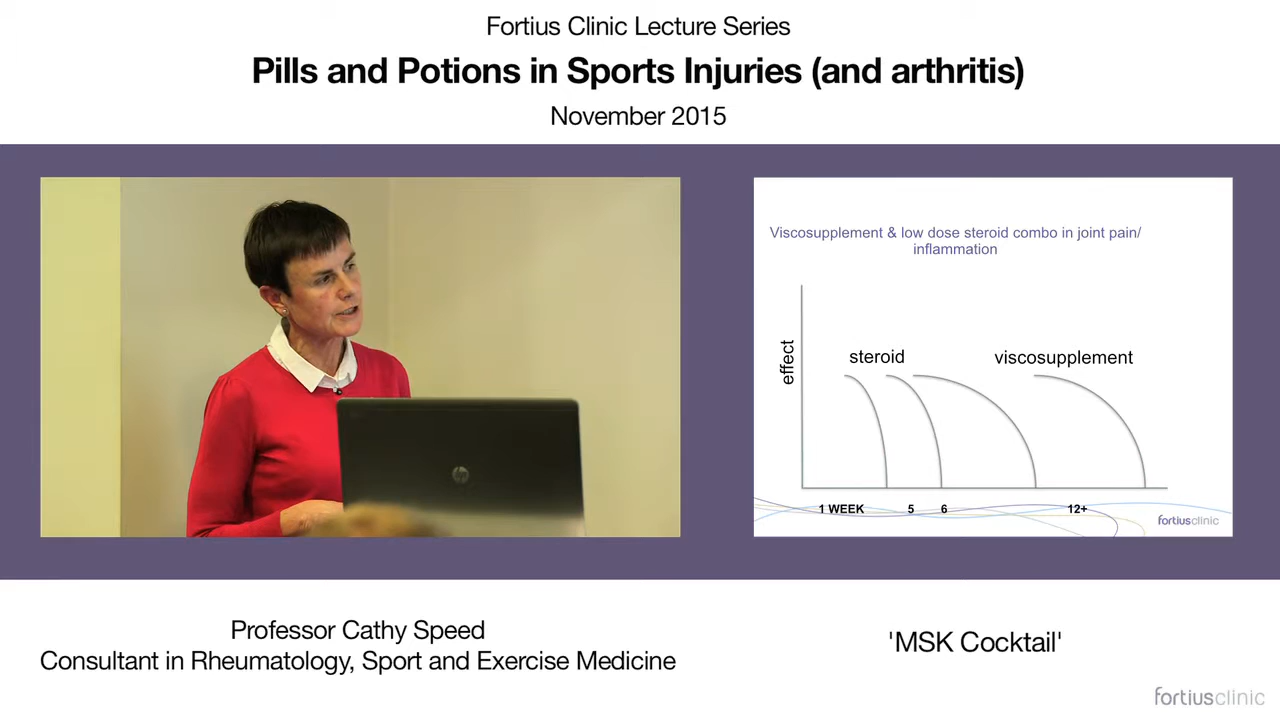 Fortius Clinic Lecture Series
Pills and Potions in Sports Injuries (and arthritis)
November 2015
hp
Viscosupplement & low dose steroid combo in joint pain/
inflammation
effect
steroid
viscosupplement
1 WEEK
5
6
12+
fortiusclinic
Professor Cathy Speed
Consultant in Rheumatology, Sport and Exercise Medicine
'MSK Cocktail'
fortiusclinic